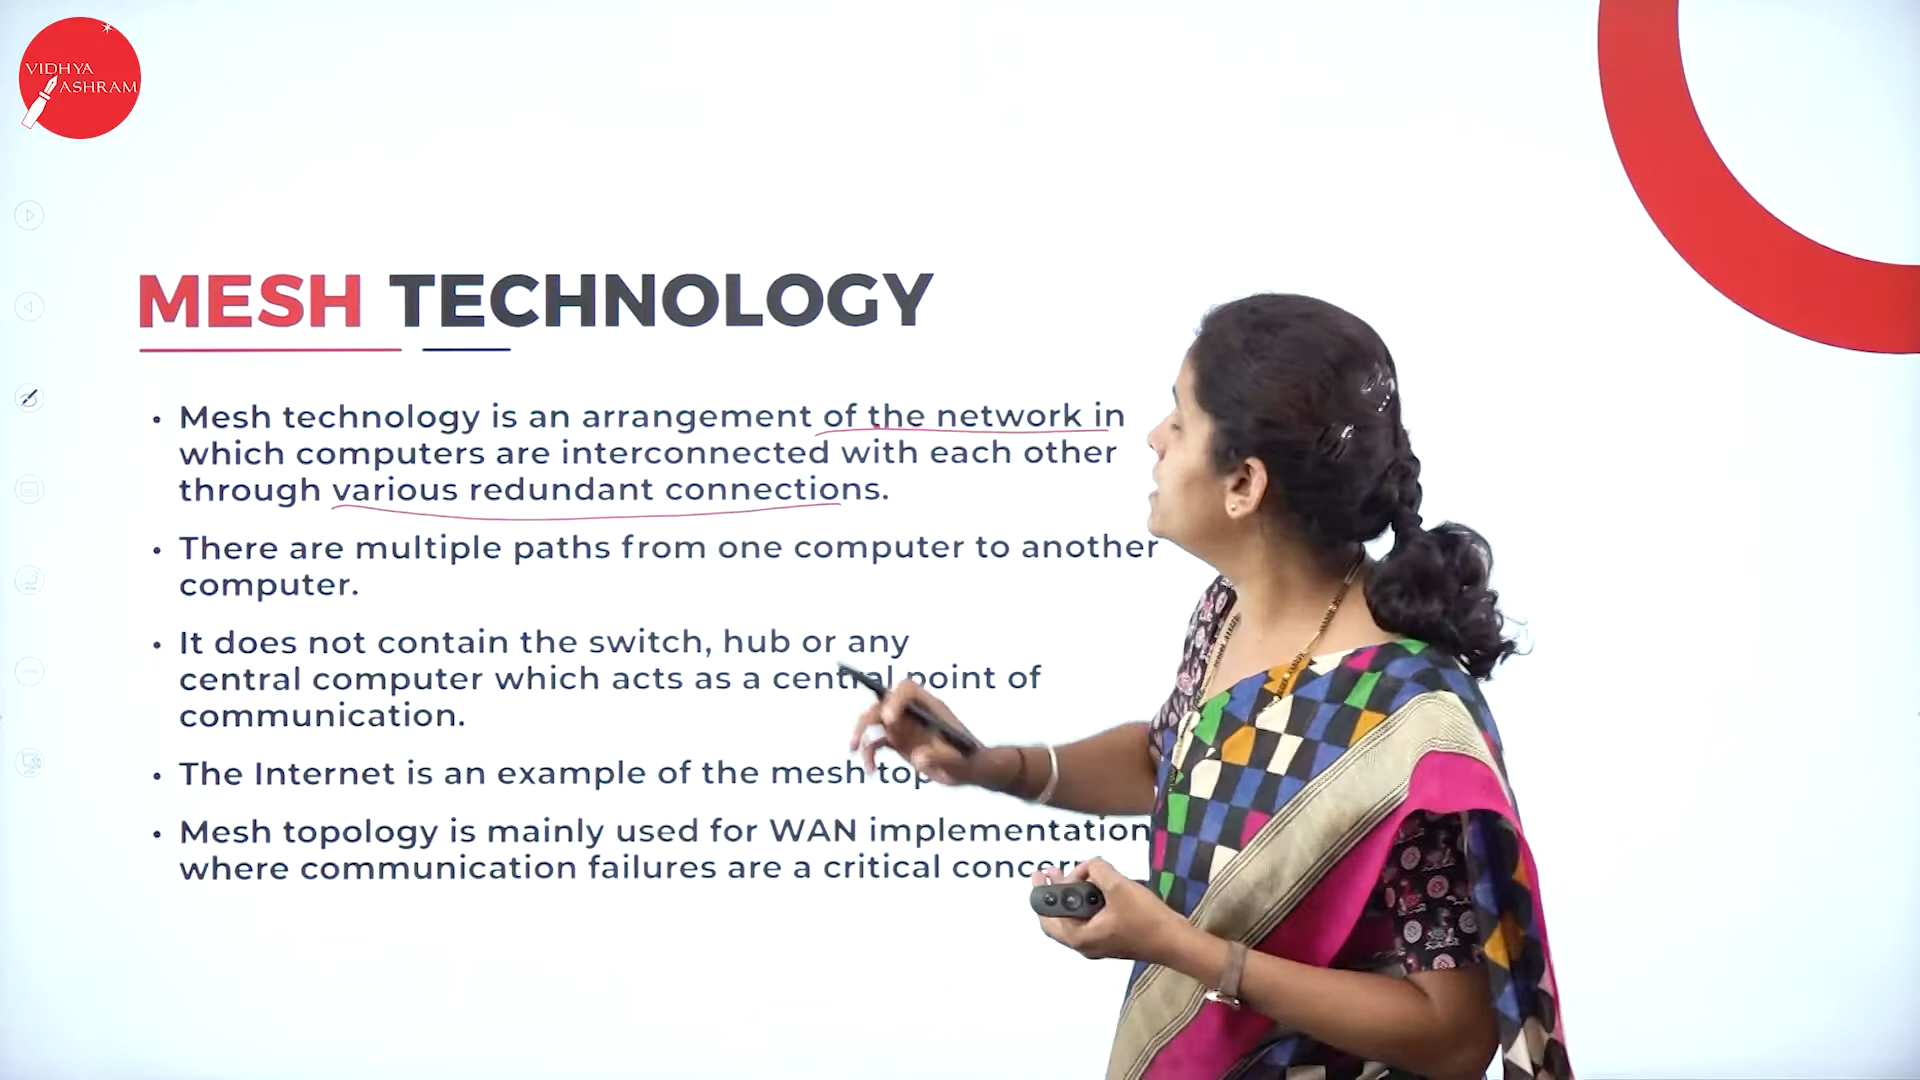 VIDHYA
ASHRAM
MESH TECHNOLOGY
• Mesh technology is an arrangement of the network in
which computers are interconnected with each other
through various redundant connections.
• There are multiple paths from one computer to another
computer.
• It does not contain the switch, hub or any
central computer which acts as a central point of
communication.
• The Internet is an example of the mesh
• Mesh topology is mainly used for WAN implementation
where communication failures are a critical